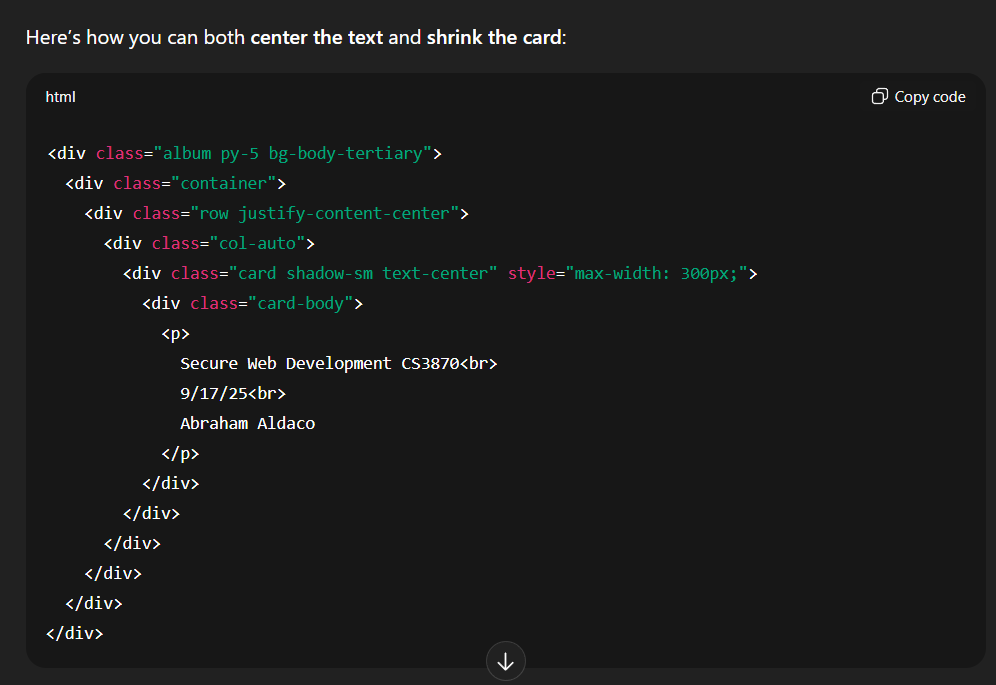 Here's how you can both center the text and shrink the card:
html
Copy code
<div class="album py-5 bg-body-tertiary">
  <div class="container">
    <div class="row justify-content-center">
      <div class="col-auto">
        <div class="card shadow-sm text-center" style="max-width: 300px;">
          <div class="card-body">
            <p>
              Secure Web Development CS3870<br>
              9/17/25<br>
              Abraham Aldaco
            </p>
          </div>
        </div>
      </div>
    </div>
  </div>
</div>